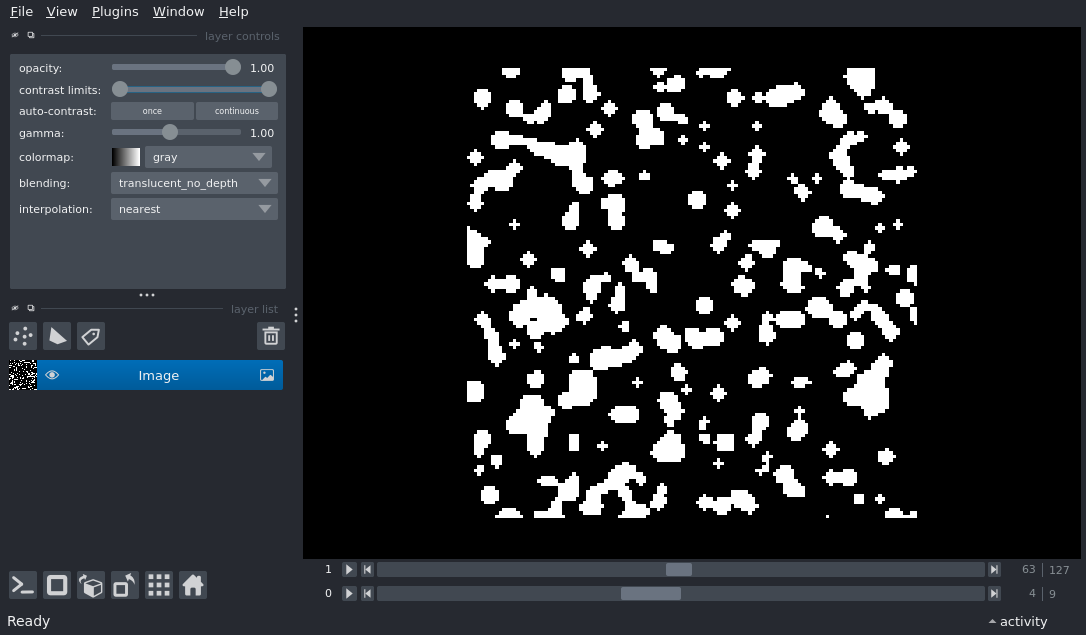 File View Plugins Window Help
layer controls
opacity: 1.00
contrast limits:
auto-contrast: once continuous
gamma: 1.00
colormap: gray
blending: translucent_no_depth
interpolation: nearest
layer list
Image
1 63 127
0 4 9
Ready activity